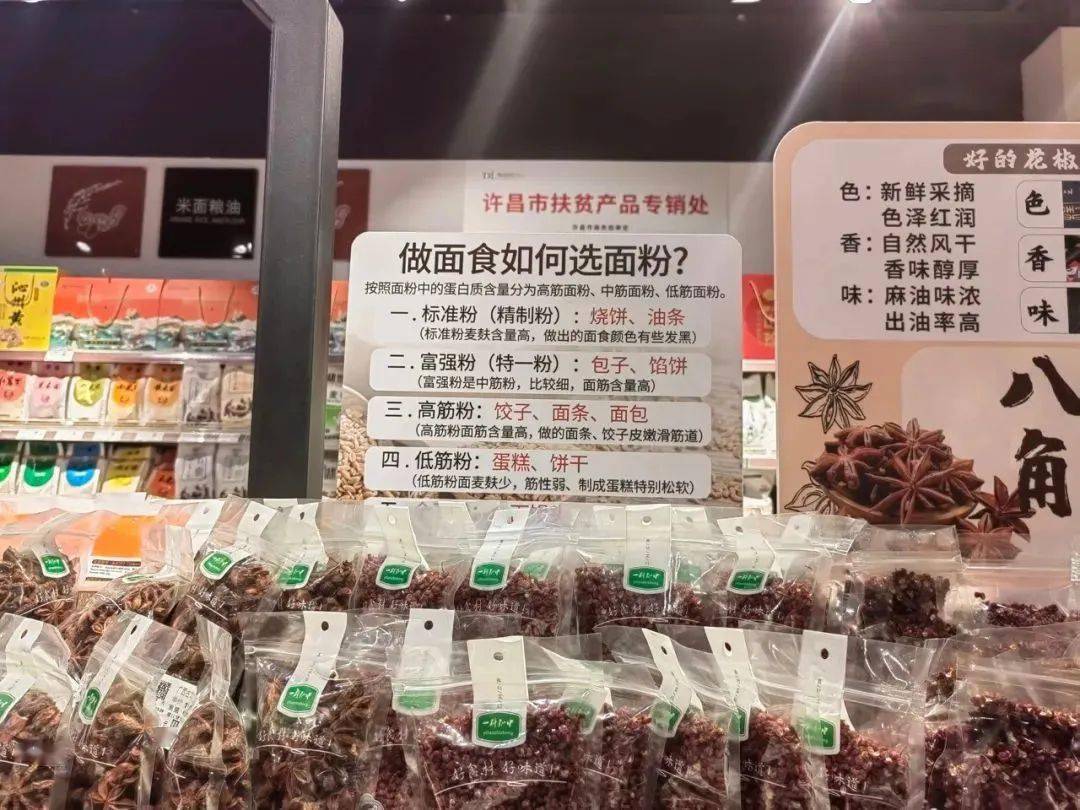 米面粮油
许昌市扶贫产品专销处
做面食如何选面粉?
按照面粉中的蛋白质含量分为高筋面粉、中筋面粉、低筋面粉。
一.标准粉（精制粉）：烧饼、油条
（标准粉麦麸含量高，做出的面食颜色有些发黑）
二.富强粉（特一粉）：包子、馅饼
（富强粉是中筋粉，比较细，面筋含量高）
三.高筋粉：饺子、面条、面包
（高筋粉面筋含量高，做的面条、饺子皮嫩滑筋道）
四.低筋粉：蛋糕、饼干
（低筋粉面麦麸少，筋性弱、制成蛋糕特别松软）
好的花椒
色：新鲜采摘
色泽红润
香：自然风干
香味醇厚
味：麻油味浓
出油率高
色
香
味
八角
沁州黄
好食材 好味道!